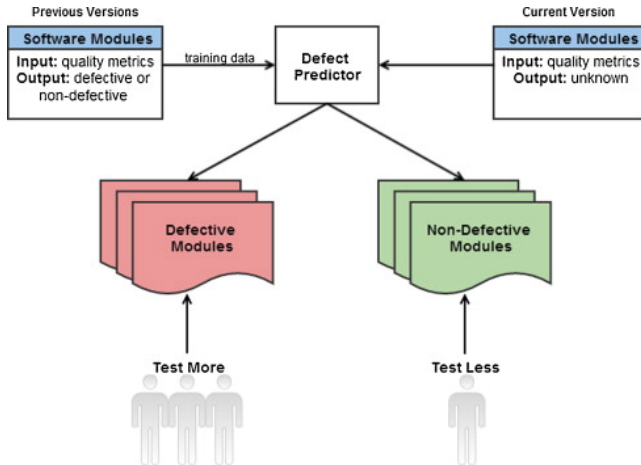 Previous Versions
Software Modules
Input: quality metrics
Output: defective or
non-defective
training data
Defect
Predictor
Current Version
Software Modules
Input: quality metrics
Output: unknown
Defective
Modules
Non-Defective
Modules
Test More
Test Less